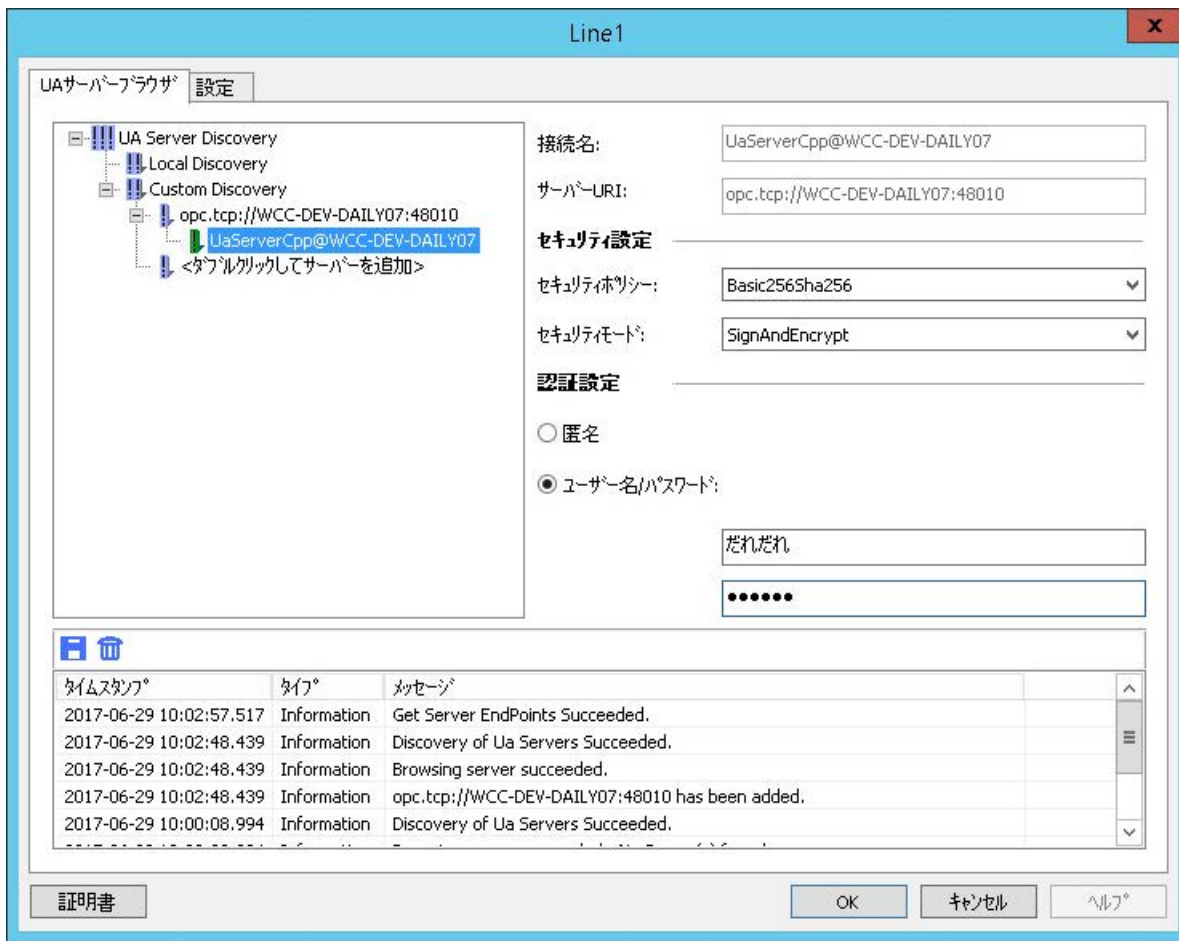 Line1
UAサーバーブラウザ
設定
UA Server Discovery
Local Discovery
Custom Discovery
opc.tcp://WCC-DEV-DAILY07:48010
UaServerCpp@WCC-DEV-DAILY07
<ダブルクリックしてサーバーを追加>
接続名:
UaServerCpp@WCC-DEV-DAILY07
サーバーURI:
opc.tcp://WCC-DEV-DAILY07:48010
セキュリティ設定
セキュリティポリシー:
Basic256Sha256
セキュリティモード:
SignAndEncrypt
認証設定
匿名
ユーザー名/パスワード:
だれだれ
●●●●●●
タイムスタンプ タイプ メッセージ
2017-06-29 10:02:57.517 Information Get Server EndPoints Succeeded.
2017-06-29 10:02:48.439 Information Discovery of Ua Servers Succeeded.
2017-06-29 10:02:48.439 Information Browsing server succeeded.
2017-06-29 10:02:48.439 Information opc.tcp://WCC-DEV-DAILY07:48010 has been added.
2017-06-29 10:00:08.994 Information Discovery of Ua Servers Succeeded.
証明書
OK
キャンセル
ヘルプ